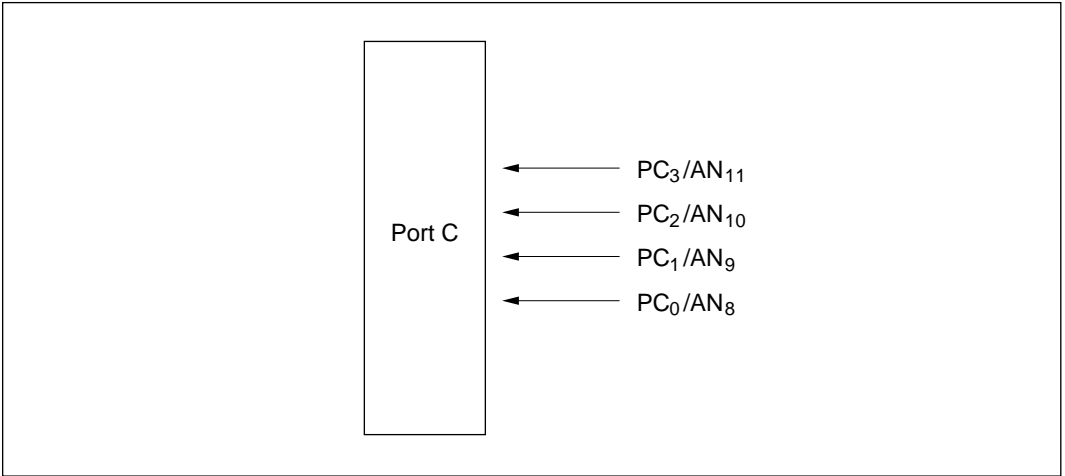 PC₃/AN₁₁
PC₂/AN₁₀
Port C
PC₁/AN₉
PC₀/AN₈